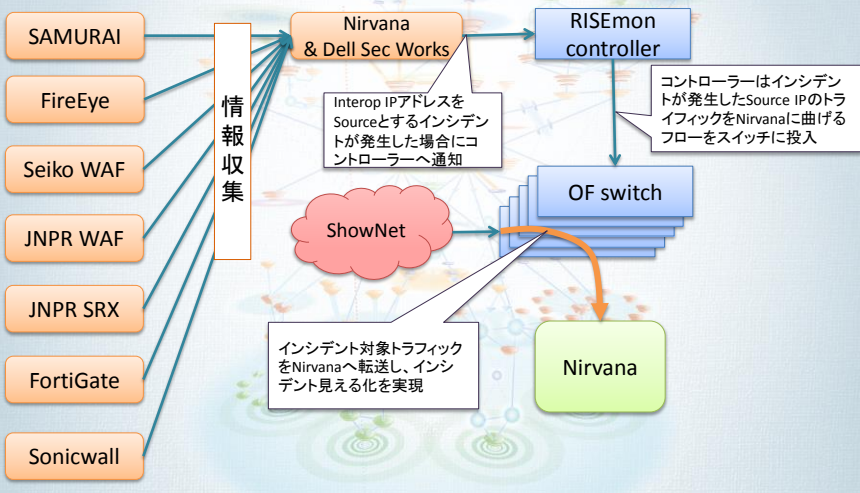 SAMURAI
FireEye
Seiko WAF
JNPR WAF
JNPR SRX
FortiGate
Sonicwall
情報収集
Nirvana
& Dell Sec Works
RISEmon
controller
Interop IPアドレスを
Sourceとするインシデン
トが発生した場合にコ
ントローラーへ通知
コントローラーはインシデン
トが発生したSource IPのトラ
イフィックをNirvanaに曲げる
フローをスイッチに投入
OF switch
ShowNet
インシデント対象トラフィック
をNirvanaへ転送し、インシ
デント見える化を実現
Nirvana